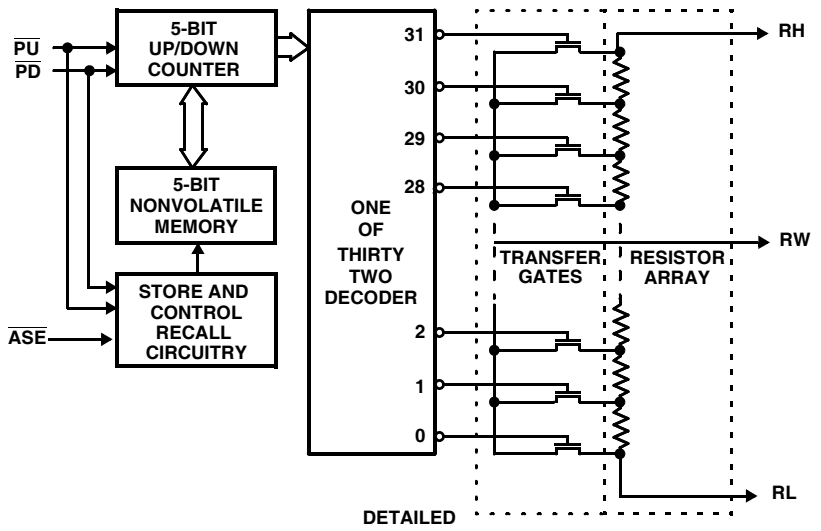 PU
PD
ASE
5-BIT
UP/DOWN
COUNTER
5-BIT
NONVOLATILE
MEMORY
STORE AND
CONTROL
RECALL
CIRCUITRY
ONE
OF
THIRTY
TWO
DECODER
31
30
29
28
2
1
0
TRANSFER
GATES
RESISTOR
ARRAY
RH
RW
RL
DETAILED